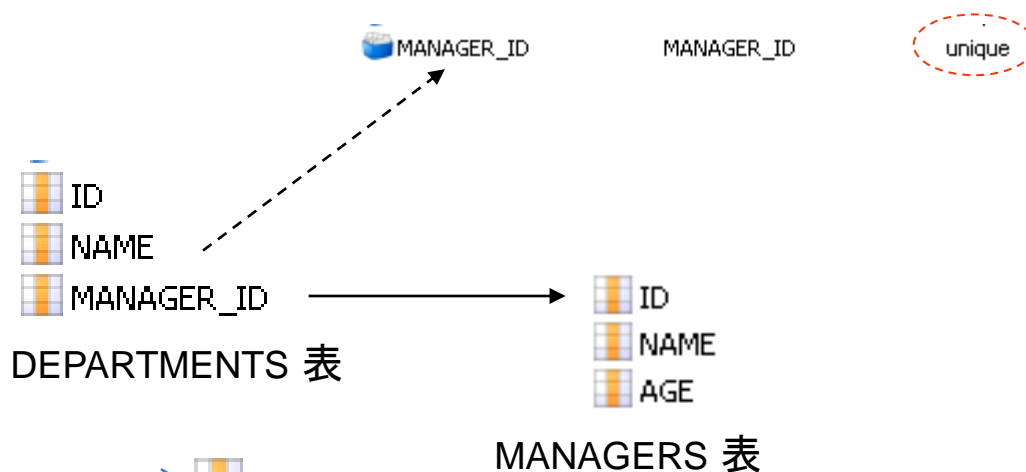 MANAGER_ID MANAGER_ID unique
ID
NAME
MANAGER_ID
DEPARTMENTS 表
ID
NAME
AGE
MANAGERS 表